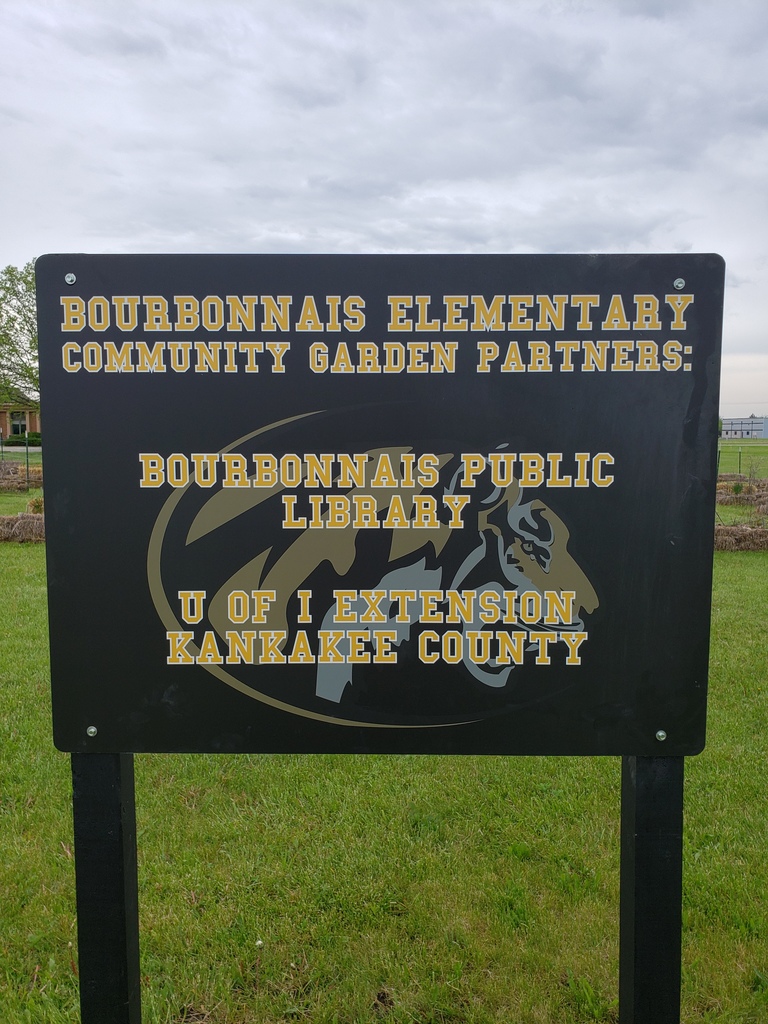 BOURBONNAIS ELEMENTARY
COMMUNITY GARDEN PARTNERS:
BOURBONNAIS PUBLIC
LIBRARY
U OF I EXTENSION
KANKAKEE COUNTY